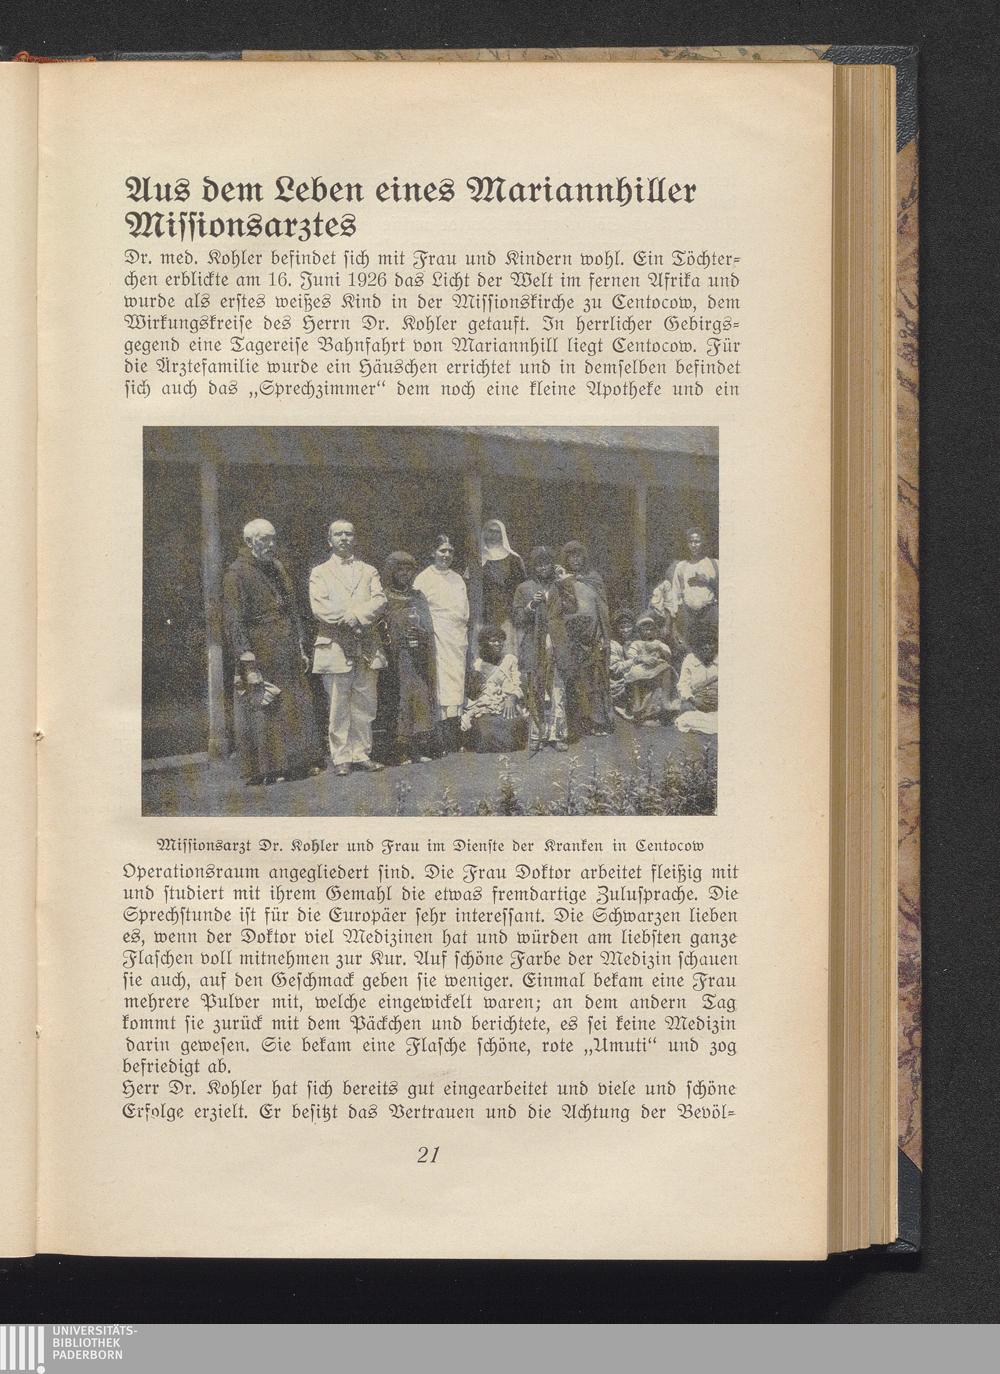 Aus dem Leben eines Mariannhiller
Missionsarztes
Dr. med. Kohler befindet sich mit Frau und Kindern wohl. Ein Töchter-
chen erblickte am 16. Juni 1926 das Licht der Welt im fernen Afrika und
wurde als erstes weißes Kind in der Missionskirche zu Centocow, dem
Wirkungskreise des Herrn Dr. Kohler getauft. In herrlicher Gebirgs-
gegend eine Tagereise Bahnfahrt von Mariannhill liegt Centocow. Für
die Ärztefamilie wurde ein Häuschen errichtet und in demselben befindet
sich auch das „Sprechzimmer“ dem noch eine kleine Apotheke und ein
Missionsarzt Dr. Kohler und Frau im Dienste der Kranken in Centocow
Operationsraum angegliedert sind. Die Frau Doktor arbeitet fleißig mit
und studiert mit ihrem Gemahl die etwas fremdartige Zulusprache. Die
Sprechstunde ist für die Europäer sehr interessant. Die Schwarzen lieben
es, wenn der Doktor viel Medizinen hat und würden am liebsten ganze
Flaschen voll mitnehmen zur Kur. Auf schöne Farbe der Medizin schauen
sie auch, auf den Geschmack geben sie weniger. Einmal bekam eine Frau
mehrere Pulver mit, welche eingewickelt waren; an dem andern Tag
kommt sie zurück mit dem Päckchen und berichtete, es sei keine Medizin
darin gewesen. Sie bekam eine Flasche schöne, rote „Umuti“ und zog
befriedigt ab.
Herr Dr. Kohler hat sich bereits gut eingearbeitet und viele und schöne
Erfolge erzielt. Er besitzt das Vertrauen und die Achtung der Bevöl-
21
UNIVERSITÄTS-
BIBLIOTHEK
PADERBORN